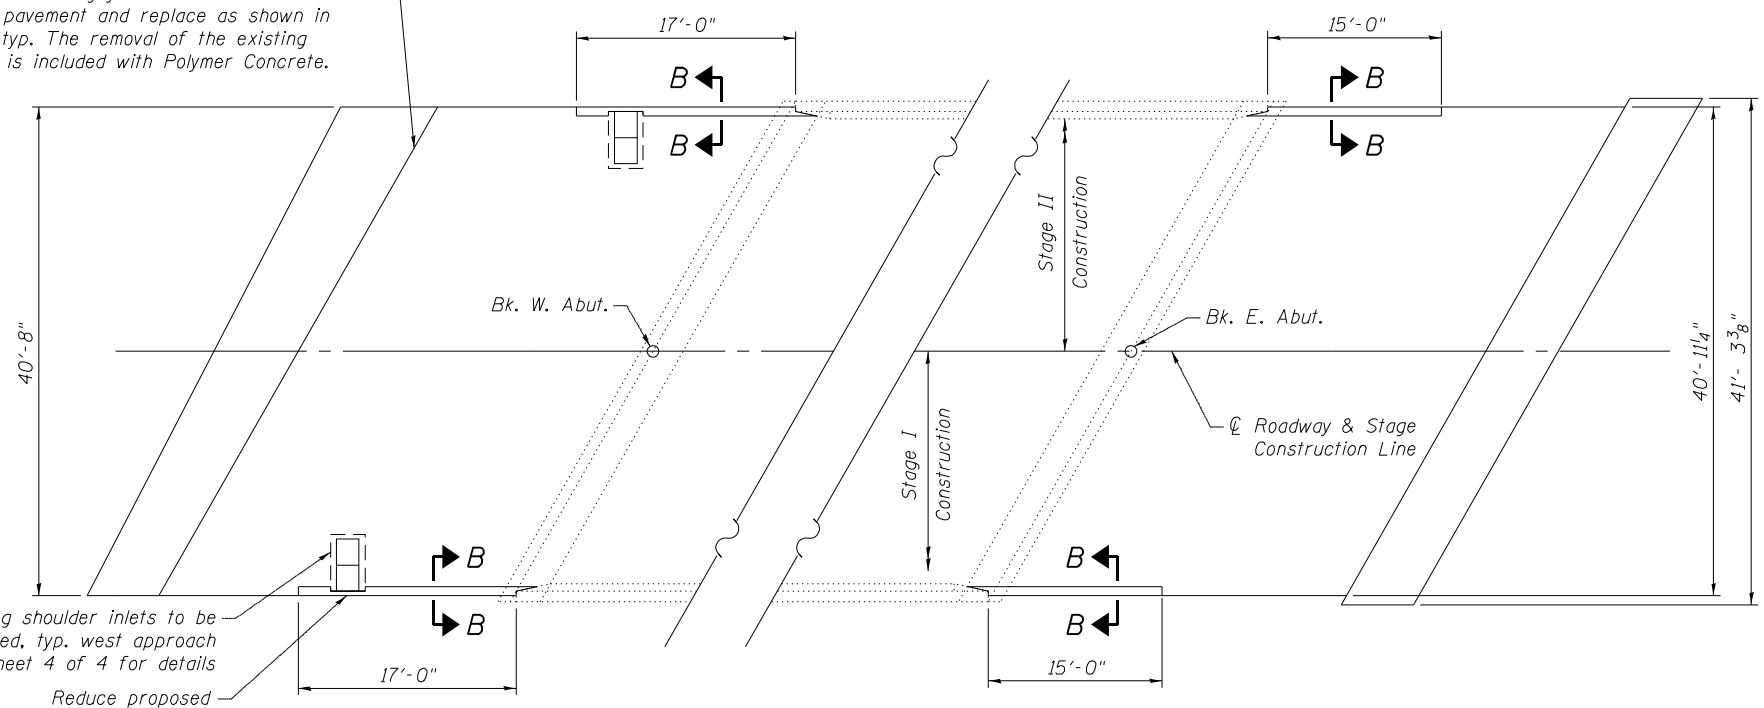 pavement and replace as shown in
typ. The removal of the existing
is included with Polymer Concrete.
17'-0"
15'-0"
B
B
B
B
Stage II
Construction
Bk. W. Abut.
Bk. E. Abut.
40'-8"
40'-11¼"
41'- 3⅜"
℄ Roadway & Stage
Construction Line
Stage I
Construction
B
B
B
B
shoulder inlets to be
typ. west approach
4 of 4 for details
17'-0"
15'-0"
Reduce proposed